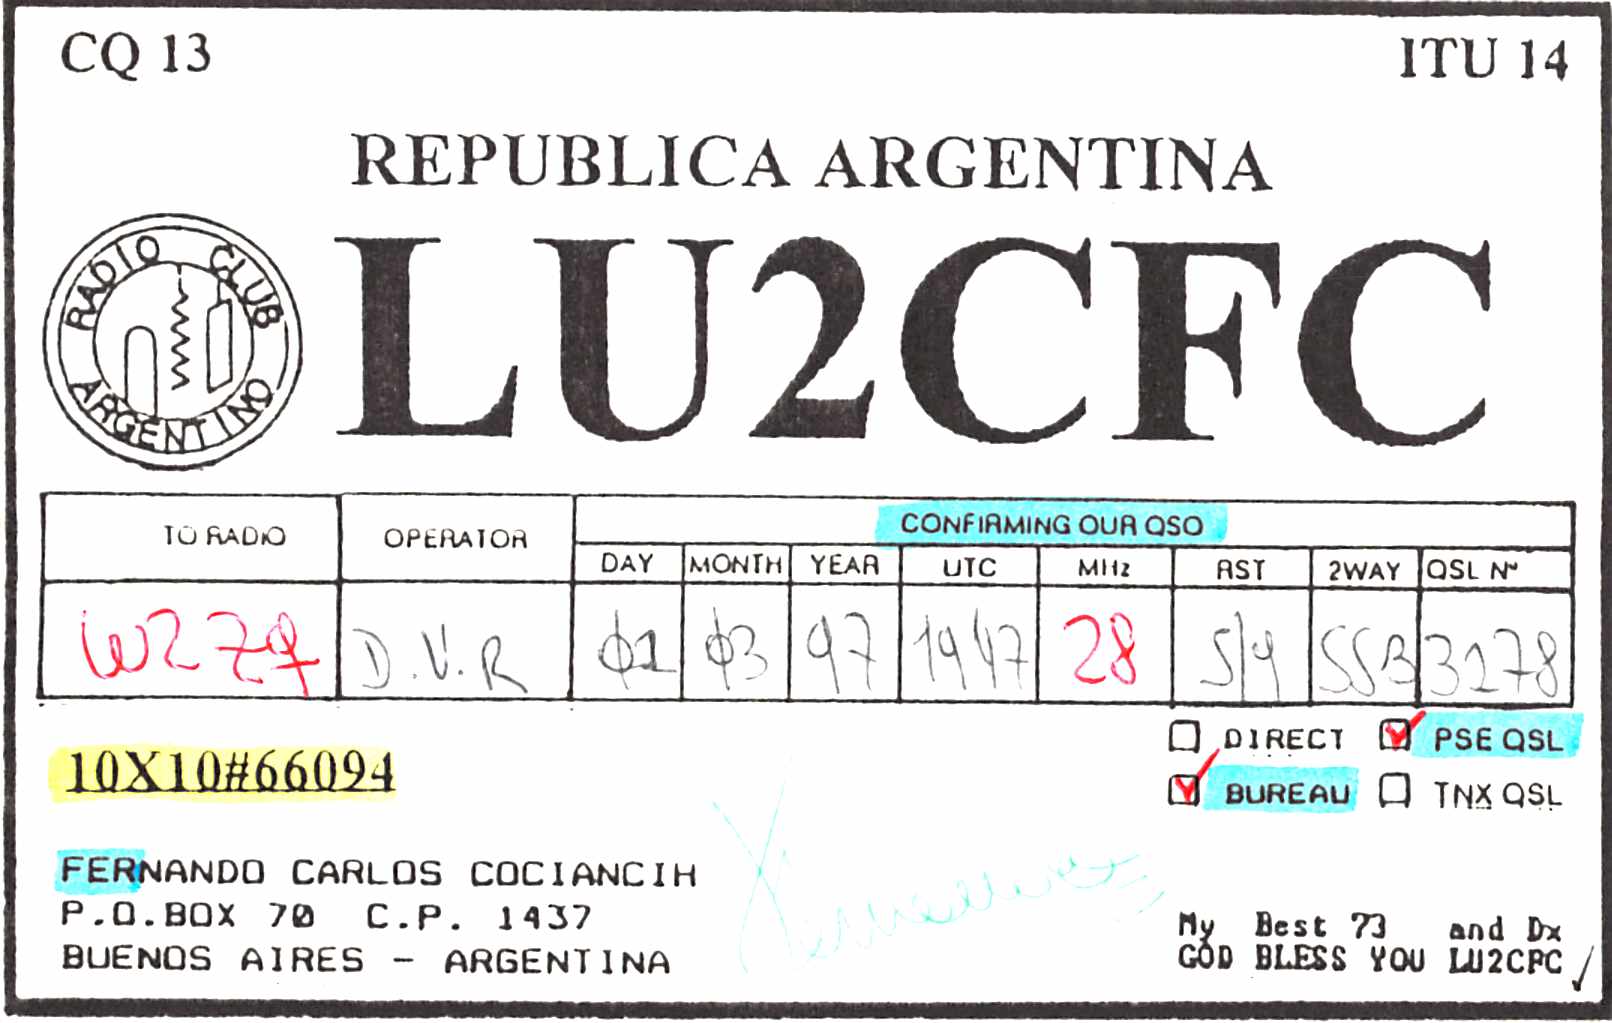 CQ 13 ITU 14
REPUBLICA ARGENTINA
LU2CFC
RADIO CLUB
ARGENTINO
TO RADIO OPERATOR CONFIRMING OUR QSO
DAY MONTH YEAR UTC MHz RST 2WAY QSL Nº
D.V.R Ø1 Ø3 97 1947 28 5/9 SSB 3178
DIRECT PSE QSL
10X10#66094
BUREAU TNX QSL
FERNANDO CARLOS COCIANCIH
P.O.BOX 70 C.P. 1437
BUENOS AIRES - ARGENTINA
My Best 73 and Dx
GOD BLESS YOU LU2CFC